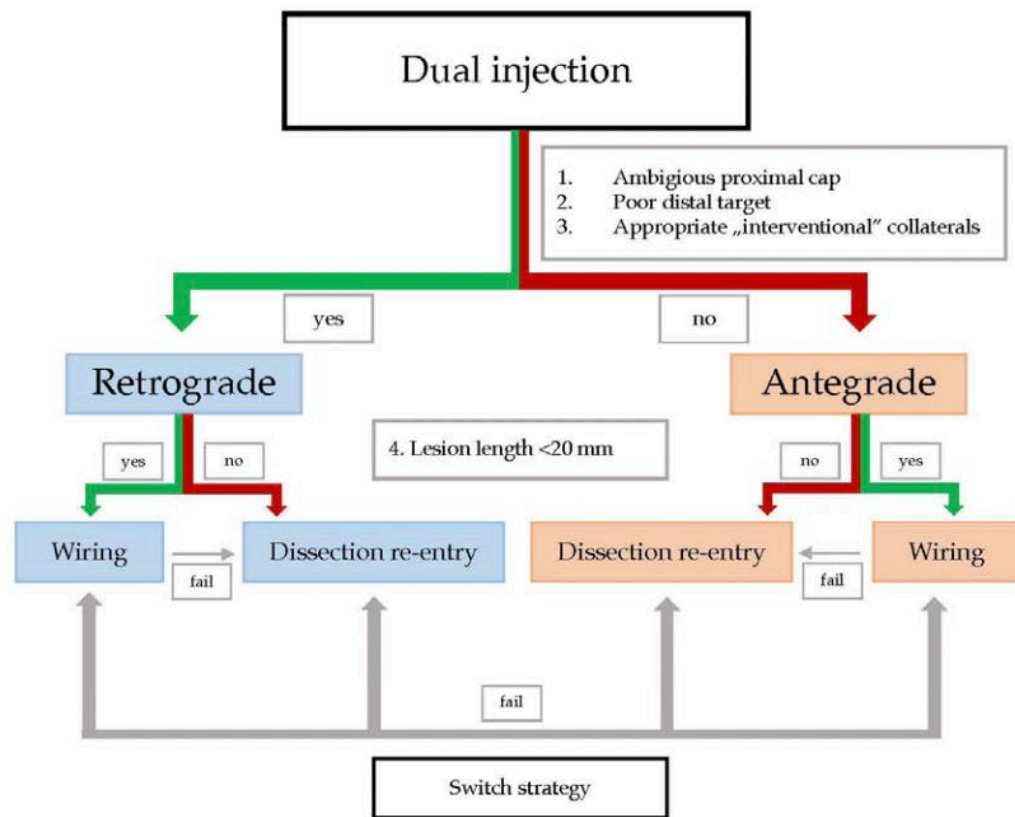 Dual injection
1. Ambigious proximal cap
2. Poor distal target
3. Appropriate „interventional" collaterals
yes
no
Retrograde
Antegrade
yes
no
4. Lesion length <20 mm
no
yes
Wiring
fail
Dissection re-entry
Dissection re-entry
fail
Wiring
fail
Switch strategy